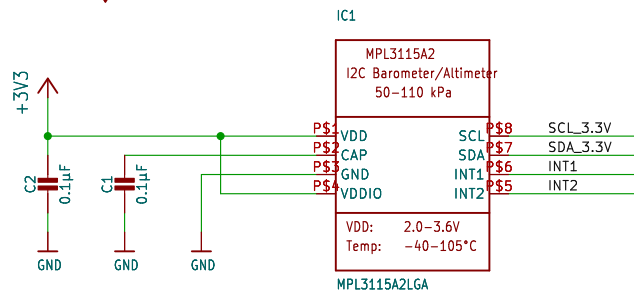 IC1
MPL3115A2
I2C Barometer/Altimeter
50-110 kPa
+3V3
P$1
VDD
SCL
P$8
SCL_3.3V
P$2
CAP
SDA
P$7
SDA_3.3V
P$3
GND
INT1
P$6
INT1
P$4
VDDIO
INT2
P$5
INT2
C2
0.1µF
C1
0.1µF
VDD: 2.0-3.6V
Temp: -40-105°C
GND
GND
GND
MPL3115A2LGA